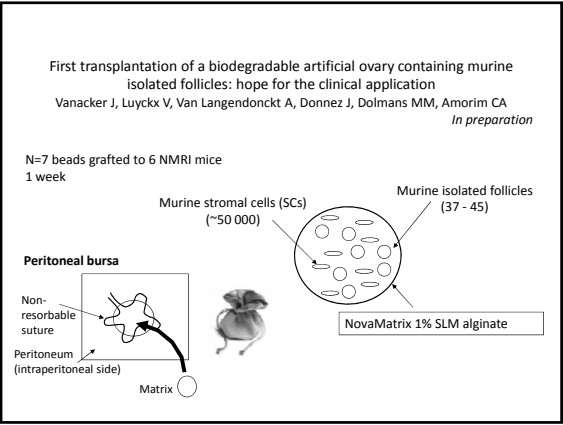 First transplantation of a biodegradable artificial ovary containing murine
isolated follicles: hope for the clinical application
Vanacker J, Luyckx V, Van Langendonckt A, Donnez J, Dolmans MM, Amorim CA
In preparation
N=7 beads grafted to 6 NMRI mice
1 week
Murine stromal cells (SCs)
(~50 000)
Murine isolated follicles
(37 - 45)
Peritoneal bursa
Non-
resorbable
suture
Peritoneum
(intraperitoneal side)
Matrix
NovaMatrix 1% SLM alginate